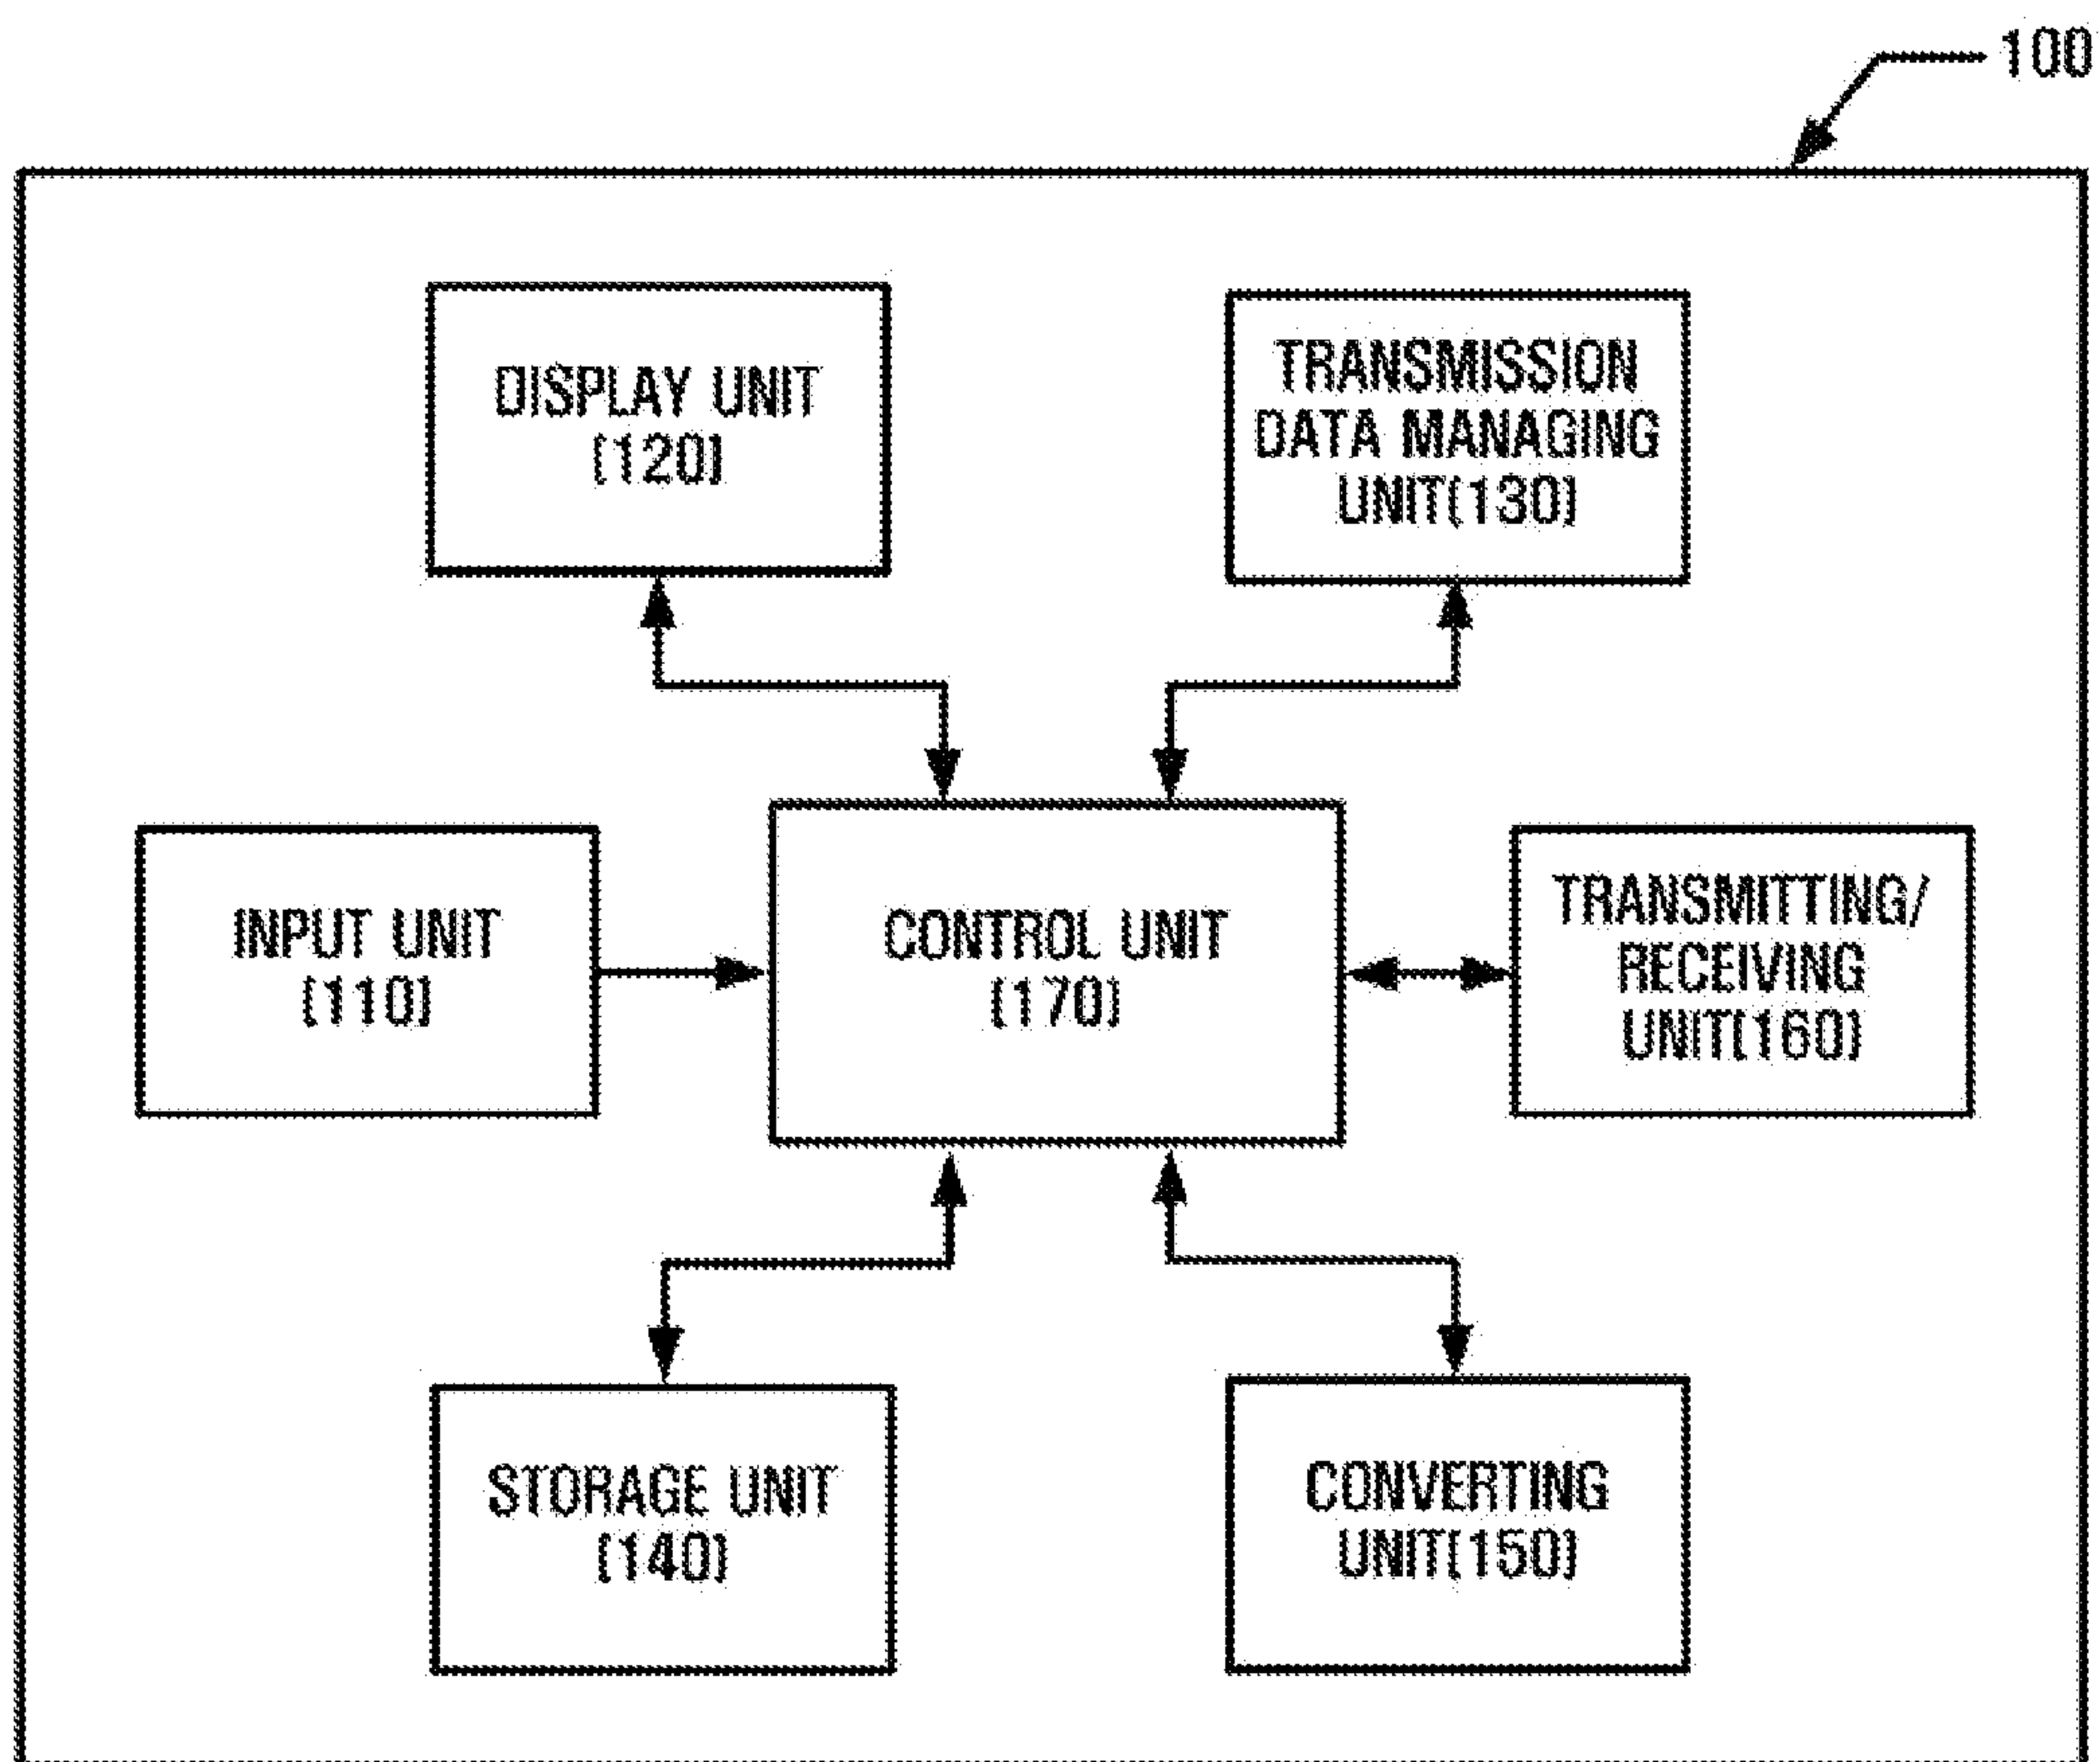 100
DISPLAY UNIT
(120)
TRANSMISSION
DATA MANAGING
UNIT(130)
INPUT UNIT
(110)
CONTROL UNIT
(170)
TRANSMITTING/
RECEIVING
UNIT(160)
STORAGE UNIT
(140)
CONVERTING
UNIT(150)